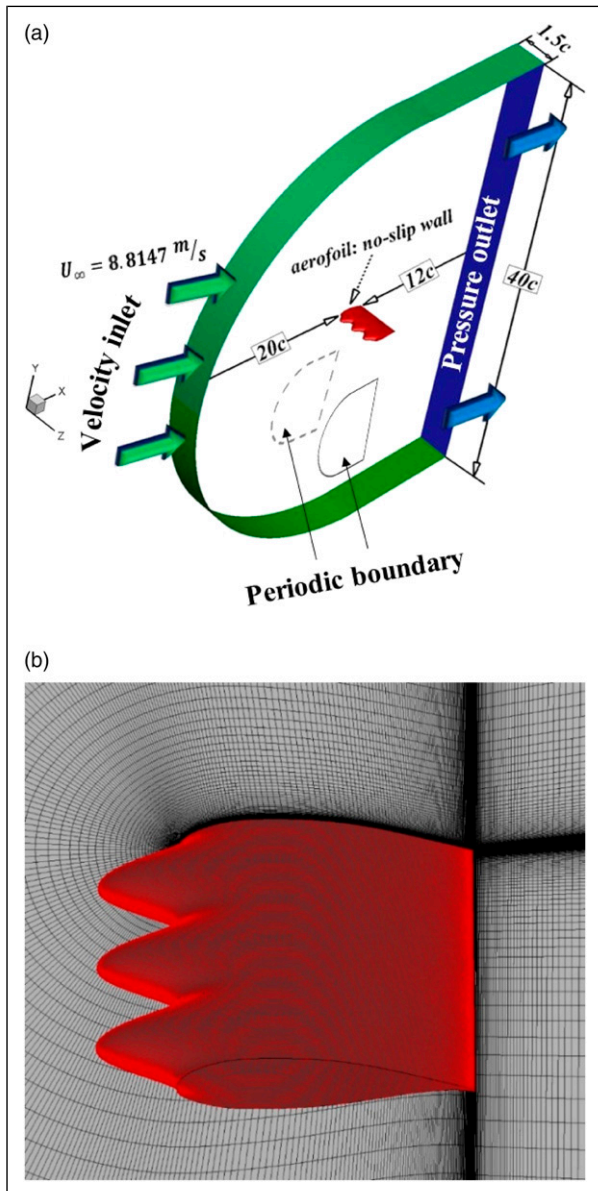 (a)
1.5c
U∞ = 8.8147 m/s
aerofoil: no-slip wall
12c
20c
40c
Velocity inlet
Pressure outlet
Y
X
Z
Periodic boundary
(b)